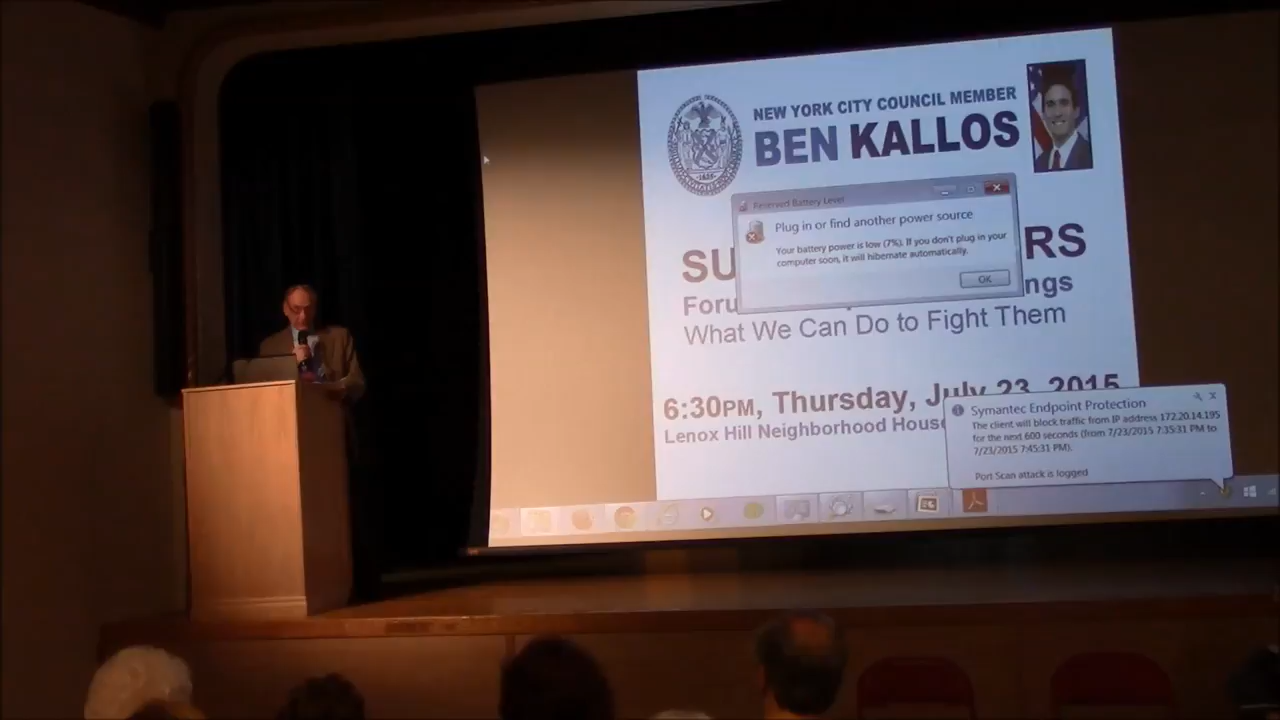 NEW YORK CITY COUNCIL MEMBER
BEN KALLOS
Reserved Battery Level
Plug in or find another power source
Your battery power is low (7%). If you don't plug in your
computer soon, it will hibernate automatically.
OK
SU RS
Foru ngs
What We Can Do to Fight Them
6:30PM, Thursday, July 23, 2015
Lenox Hill Neighborhood House
Symantec Endpoint Protection
The client will block traffic from IP address 172.20.14.195
for the next 600 seconds (from 7/23/2015 7:35:31 PM to
7/23/2015 7:45:31 PM).
Port Scan attack is logged